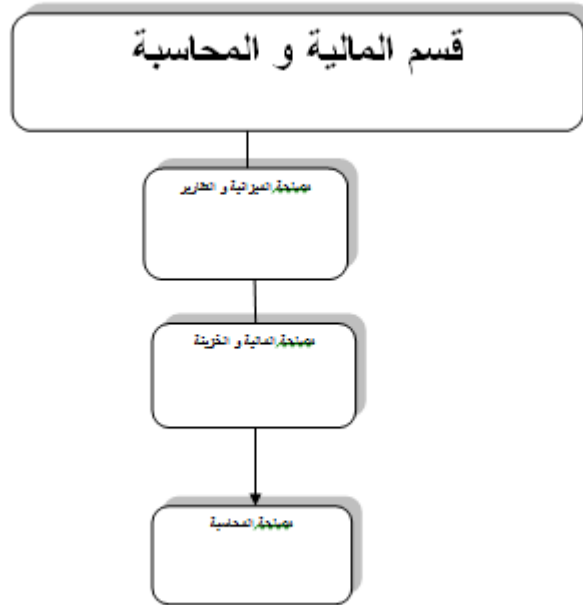 قسم المالية و المحاسبة
مصلحة الميزانية و التقارير
مصلحة المالية و الخزينة
مصلحة المحاسبة